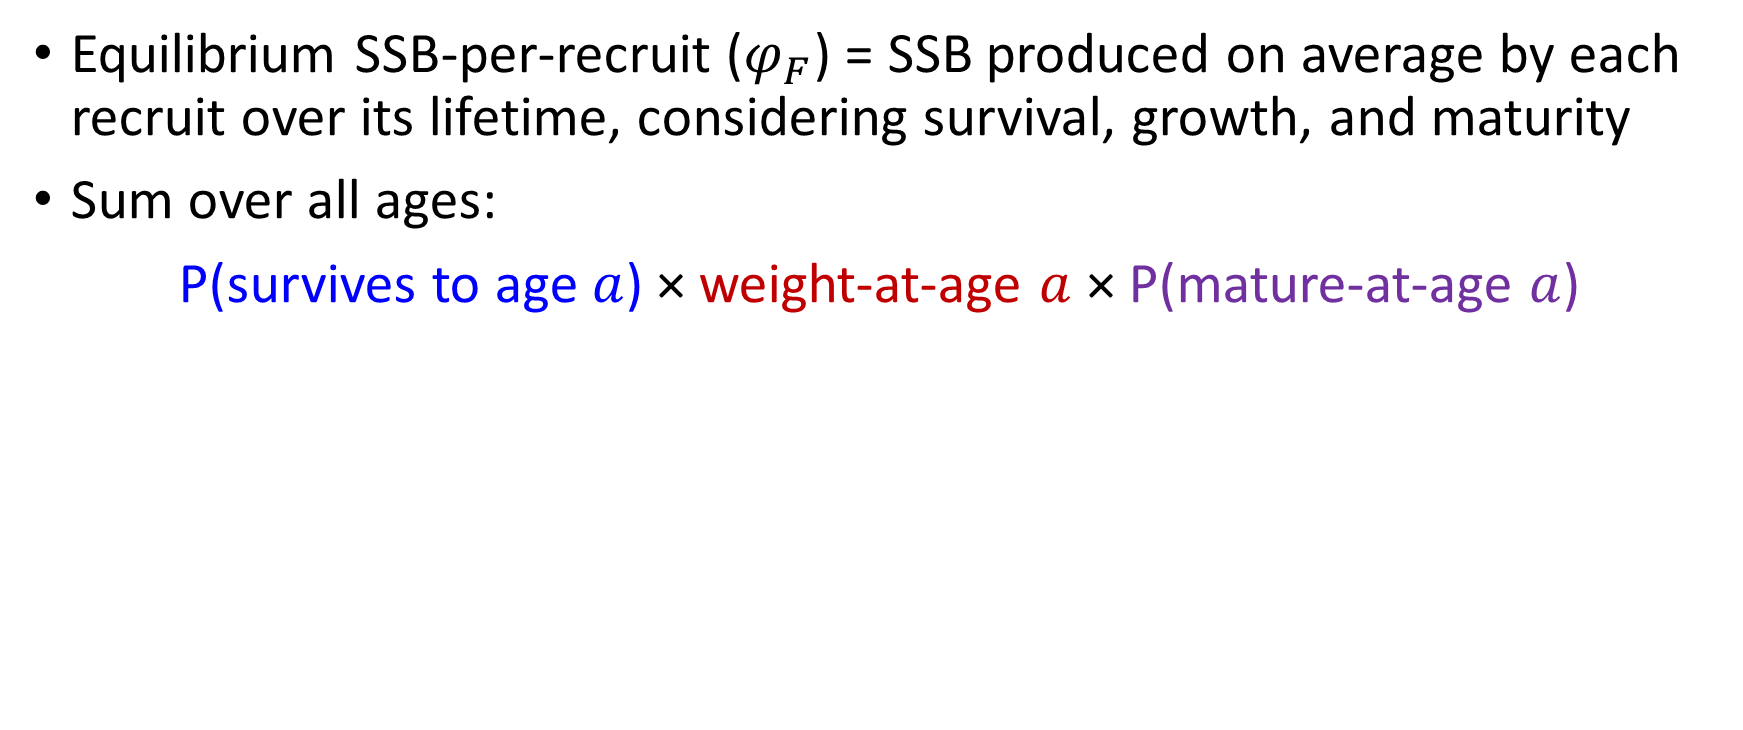 • Equilibrium SSB-per-recruit (φ_F) = SSB produced on average by each
recruit over its lifetime, considering survival, growth, and maturity
• Sum over all ages:
P(survives to age a) × weight-at-age a × P(mature-at-age a)